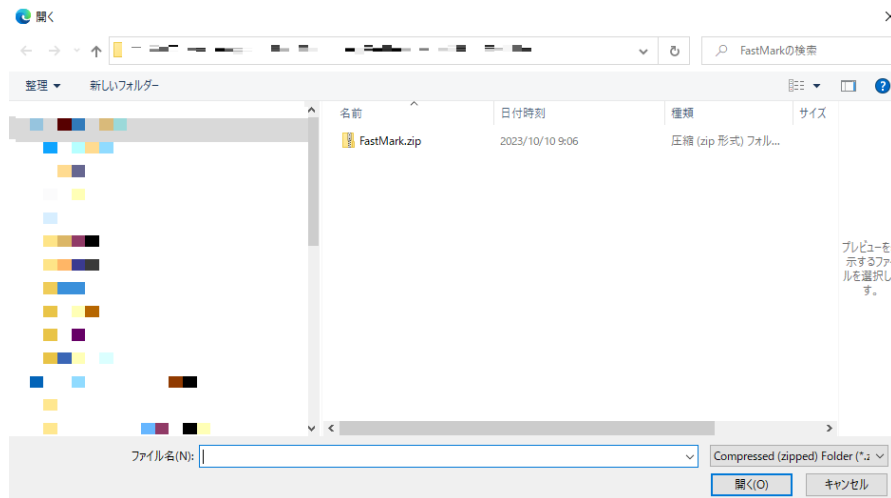 開く
FastMarkの検索
整理 新しいフォルダー
名前 日付時刻 種類 サイズ
FastMark.zip 2023/10/10 9:06 圧縮 (zip 形式) フォル...
プレビューを
示するファ
ルを選択し
す。
ファイル名(N): Compressed (zipped) Folder (*.z
開く(O) キャンセル